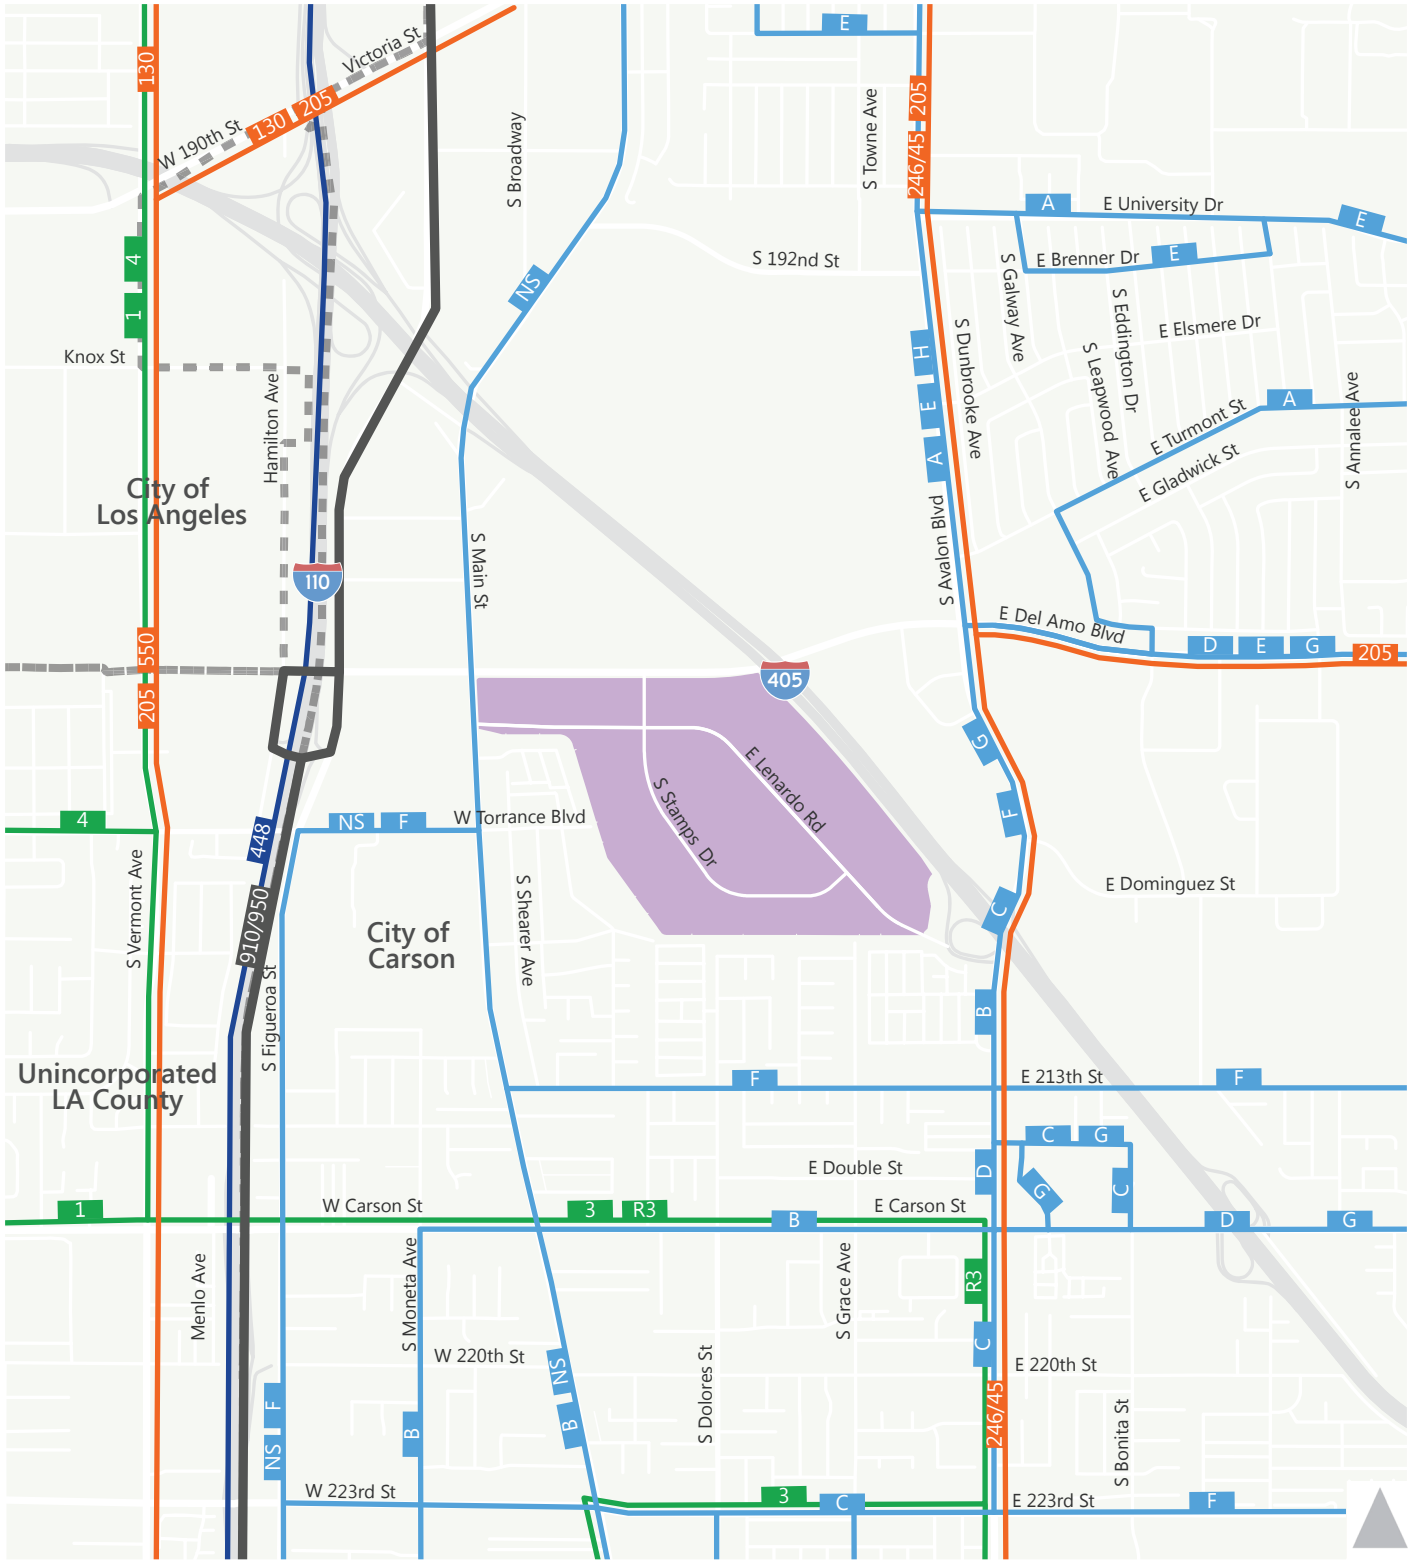 E
Victoria St
130
205
W 190th St
130
205
S Broadway
S Towne Ave
246/45
A
E University Dr
E
S 192nd St
E Brenner Dr
E
S Galway Ave
S Eddington Dr
4
1
NS
Knox St
E Elsmere Dr
S Dunbrooke Ave
S Leapwood Ave
H
E
A
Hamilton Ave
A
S Annalee Ave
E Turmont St
E Gladwick St
City of
Los Angeles
S Avalon Blvd
110
S Main St
E Del Amo Blvd
D
E
G
205
550
205
405
G
E Lenardo Rd
S Stamps Dr
F
4
NS
F
W Torrance Blvd
448
S Vermont Ave
910/950
S Shearer Ave
E Dominguez St
C
City of
Carson
S Figueroa St
B
Unincorporated
LA County
F
E 213th St
F
C
G
E Double St
D
G
C
1
W Carson St
3
R3
E Carson St
B
D
G
Menlo Ave
S Moneta Ave
S Grace Ave
R3
C
W 220th St
E 220th St
NS
B
S Dolores St
F
NS
B
246/45
S Bonita St
W 223rd St
3
C
E 223rd St
F